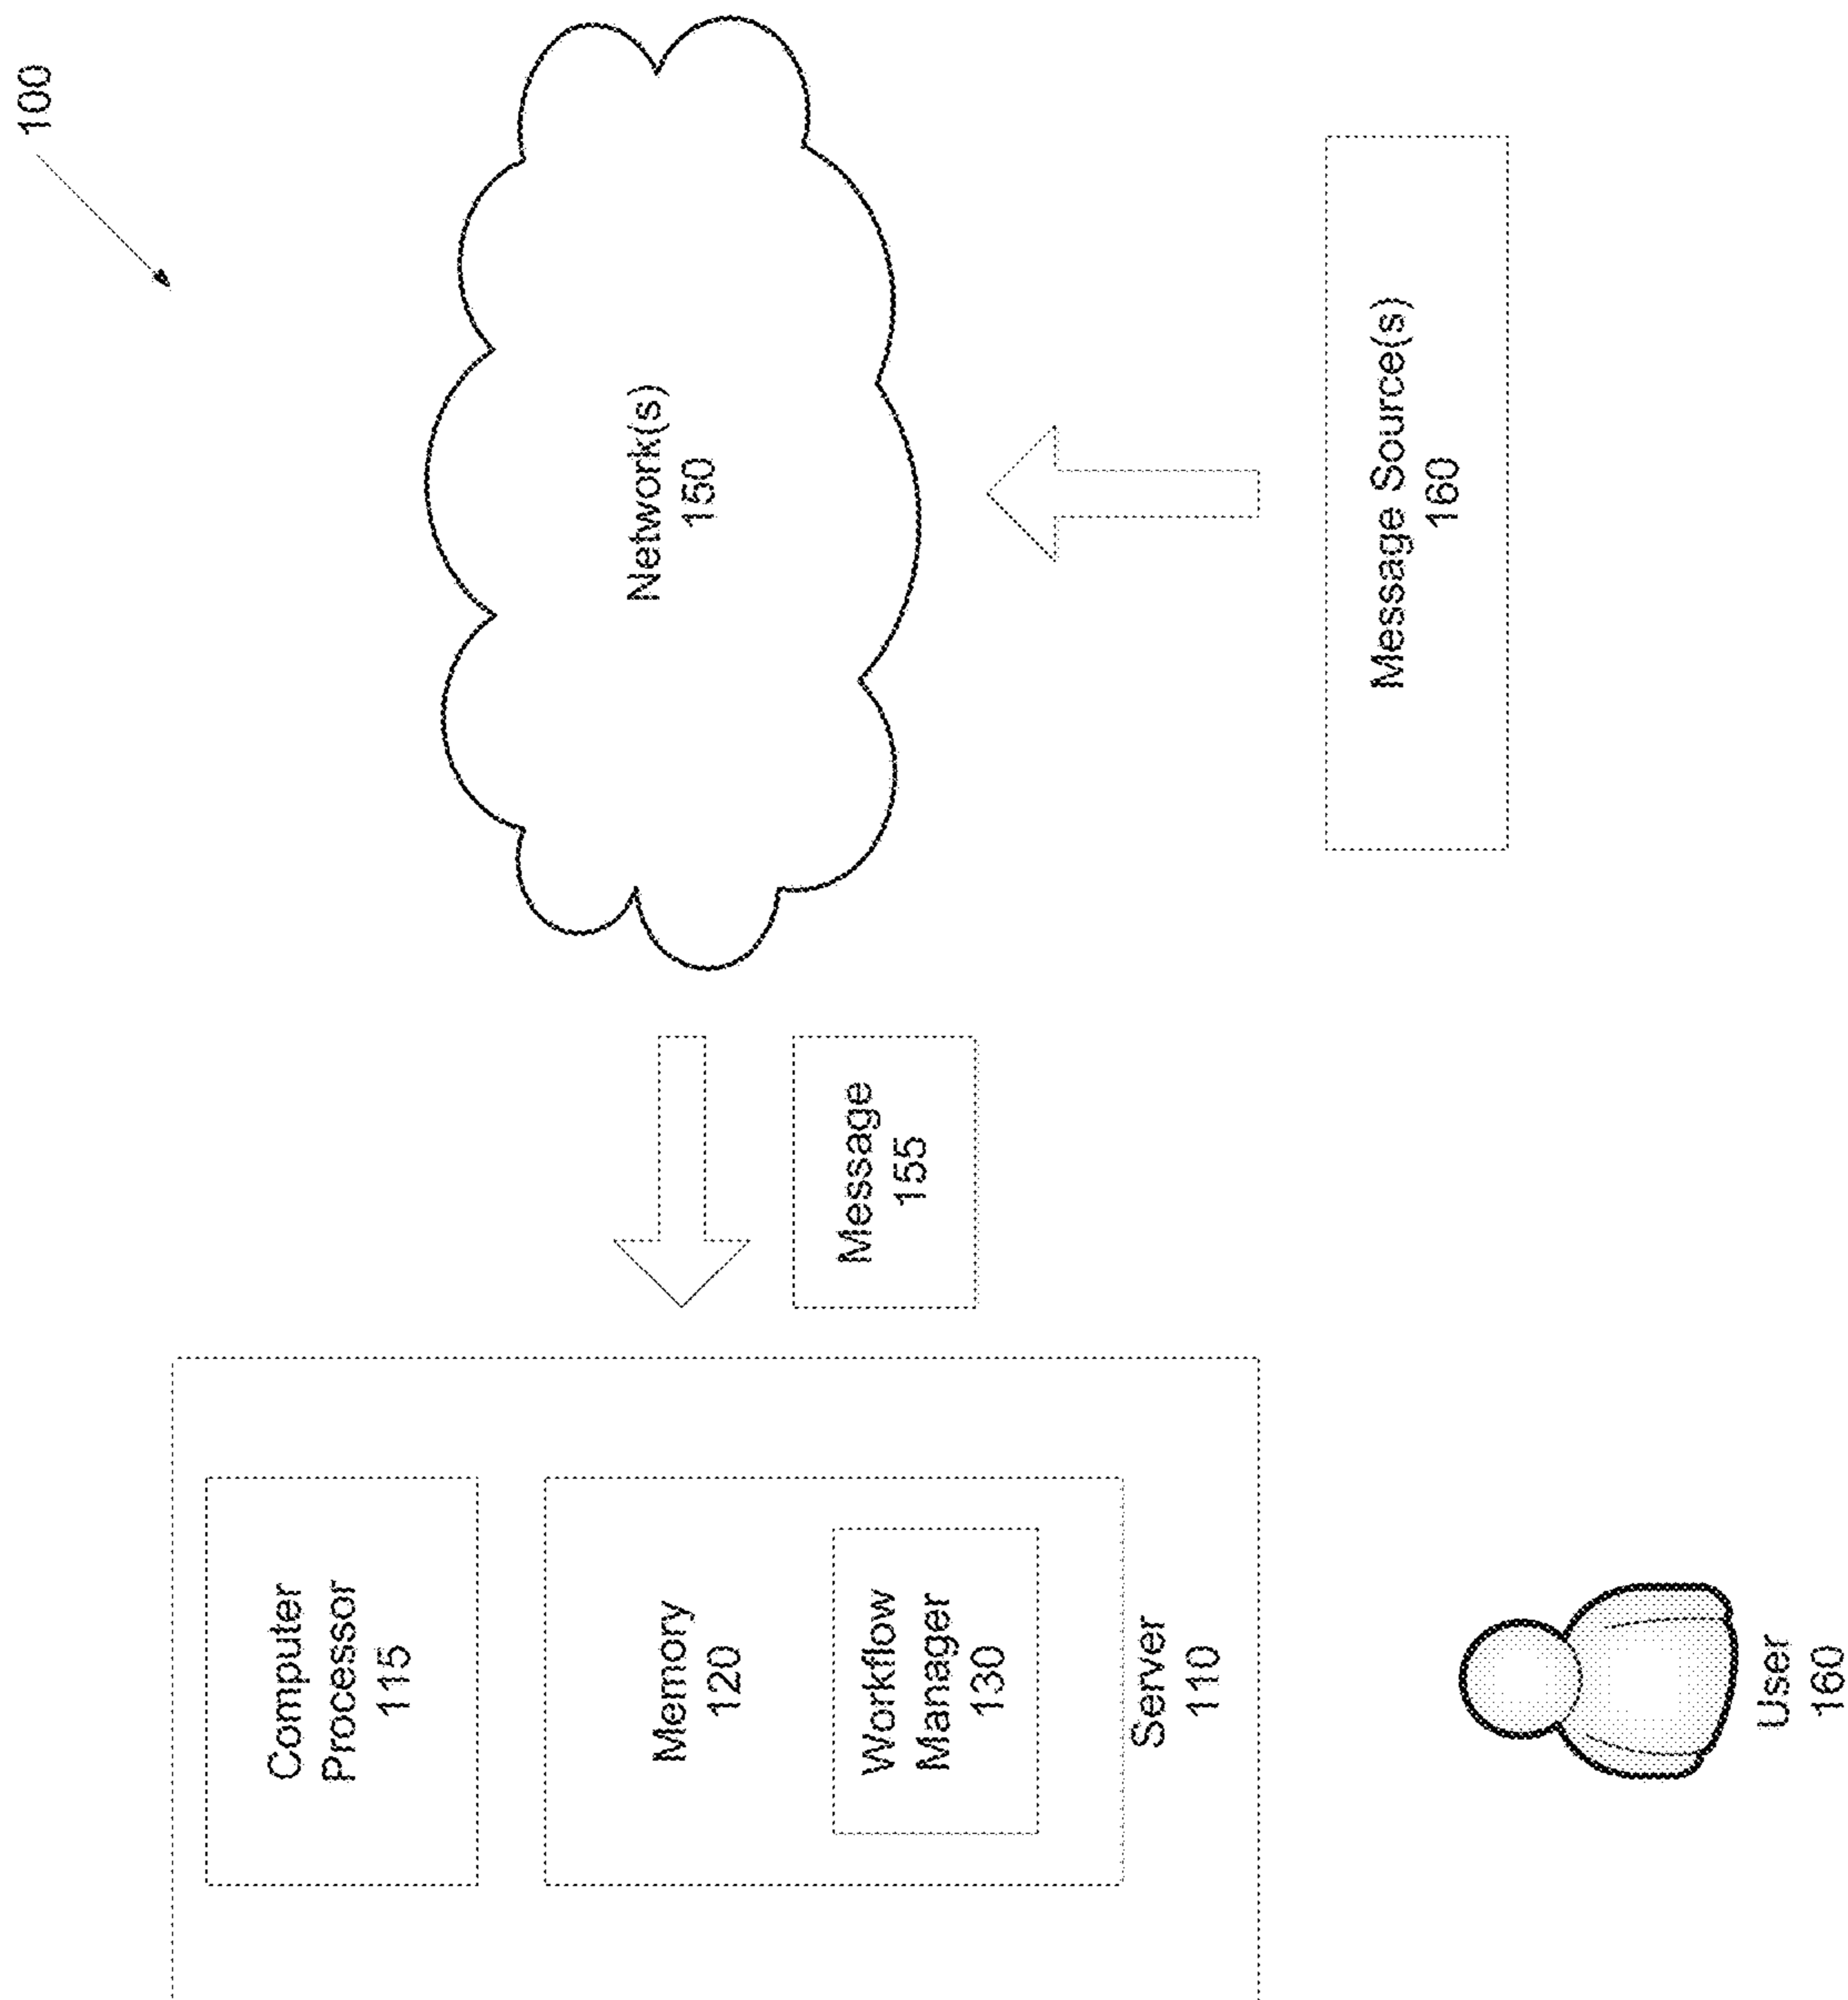 100
Computer
Processor
115
Memory
120
Workflow
Manager
130
Server
110
Message
155
Network(s)
150
User
160
Message Source(s)
160